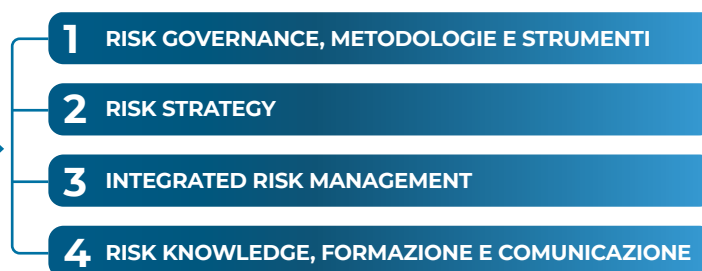 1 RISK GOVERNANCE, METODOLOGIE E STRUMENTI
2 RISK STRATEGY
3 INTEGRATED RISK MANAGEMENT
4 RISK KNOWLEDGE, FORMAZIONE E COMUNICAZIONE